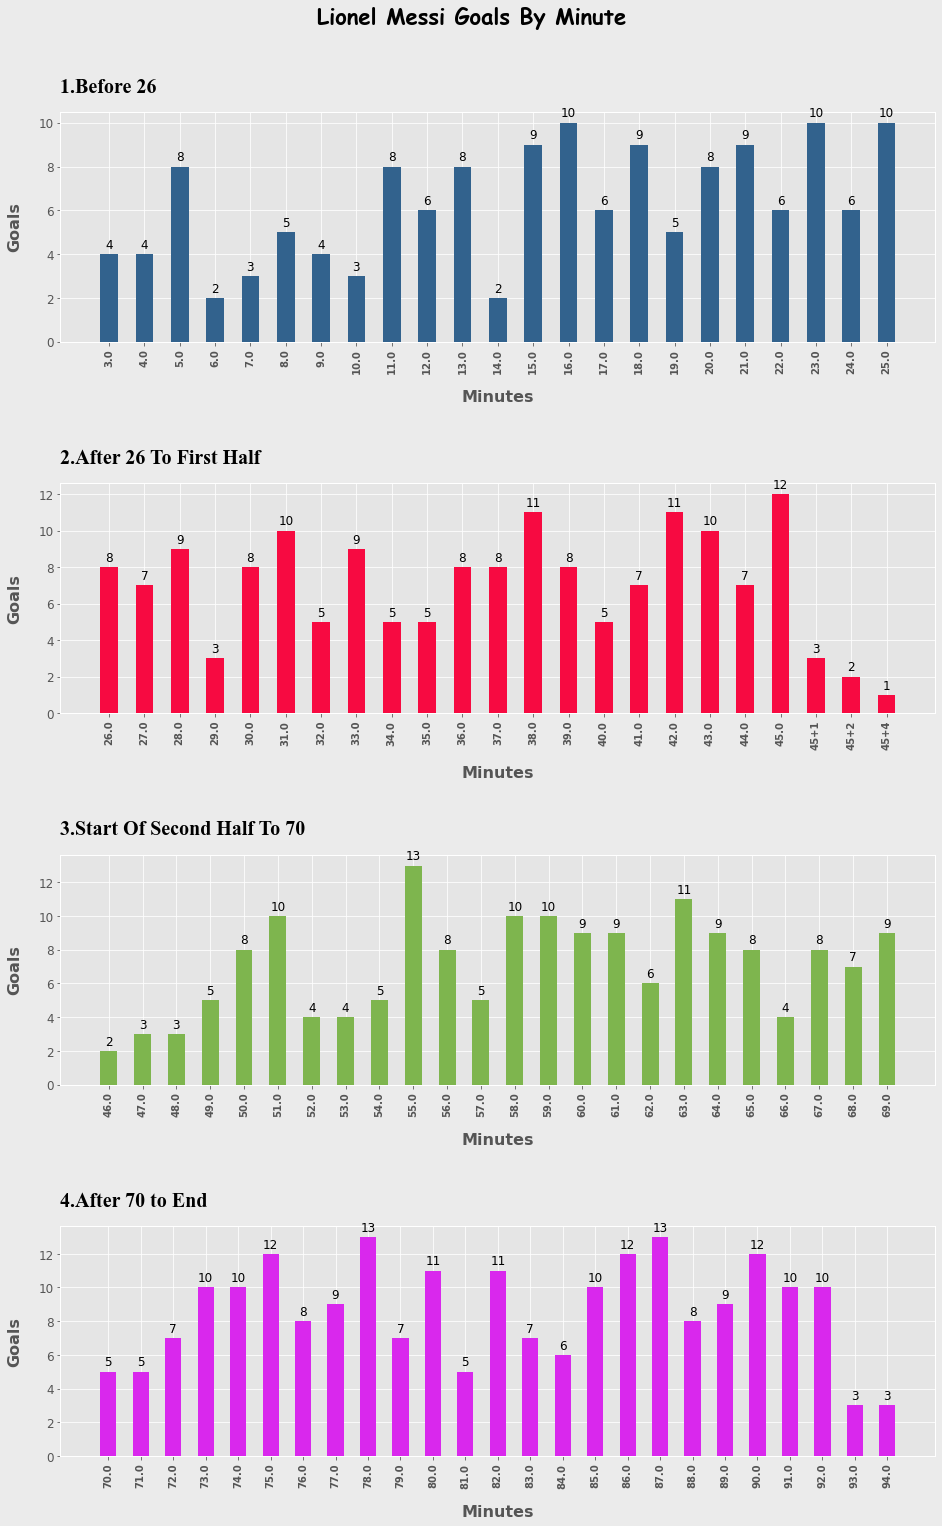 Lionel Messi Goals By Minute
1.Before 26
10
8
6
4
2
0
Goals
4 4 8 2 3 5 4 3 8 6 8 2 9 10 6 9 5 8 9 6 10 6 10
3.0 4.0 5.0 6.0 7.0 8.0 9.0 10.0 11.0 12.0 13.0 14.0 15.0 16.0 17.0 18.0 19.0 20.0 21.0 22.0 23.0 24.0 25.0
Minutes
2.After 26 To First Half
12
10
8
6
4
2
0
Goals
8 7 9 3 8 10 5 9 5 5 8 8 11 8 5 7 11 10 7 12 3 2 1
26.0 27.0 28.0 29.0 30.0 31.0 32.0 33.0 34.0 35.0 36.0 37.0 38.0 39.0 40.0 41.0 42.0 43.0 44.0 45.0 45+1 45+2 45+4
Minutes
3.Start Of Second Half To 70
12
10
8
6
4
2
0
Goals
2 3 3 5 8 10 4 4 5 13 8 5 10 10 9 9 6 11 9 8 4 8 7 9
46.0 47.0 48.0 49.0 50.0 51.0 52.0 53.0 54.0 55.0 56.0 57.0 58.0 59.0 60.0 61.0 62.0 63.0 64.0 65.0 66.0 67.0 68.0 69.0
Minutes
4.After 70 to End
12
10
8
6
4
2
0
Goals
5 5 7 10 10 12 8 9 13 7 11 5 11 7 6 10 12 13 8 9 12 10 10 3 3
70.0 71.0 72.0 73.0 74.0 75.0 76.0 77.0 78.0 79.0 80.0 81.0 82.0 83.0 84.0 85.0 86.0 87.0 88.0 89.0 90.0 91.0 92.0 93.0 94.0
Minutes